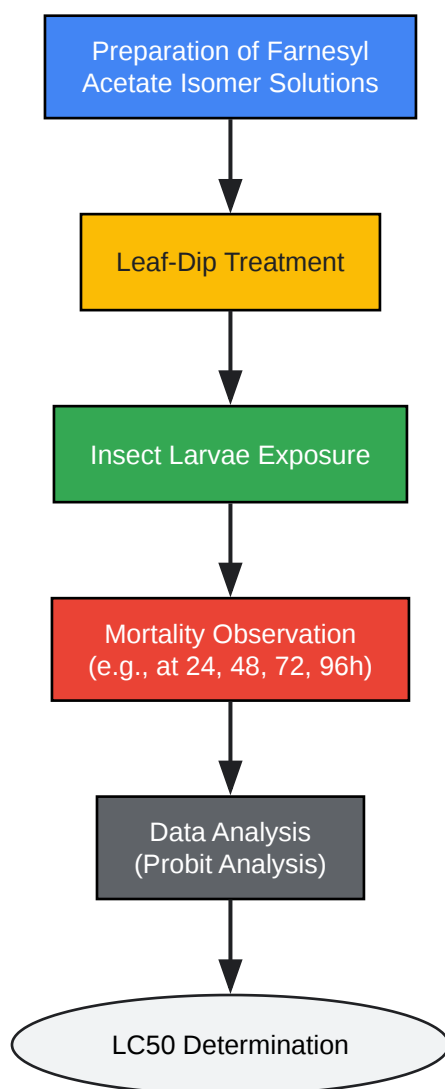 Preparation of Farnesyl
Acetate Isomer Solutions
Leaf-Dip Treatment
Insect Larvae Exposure
Mortality Observation
(e.g., at 24, 48, 72, 96h)
Data Analysis
(Probit Analysis)
LC50 Determination